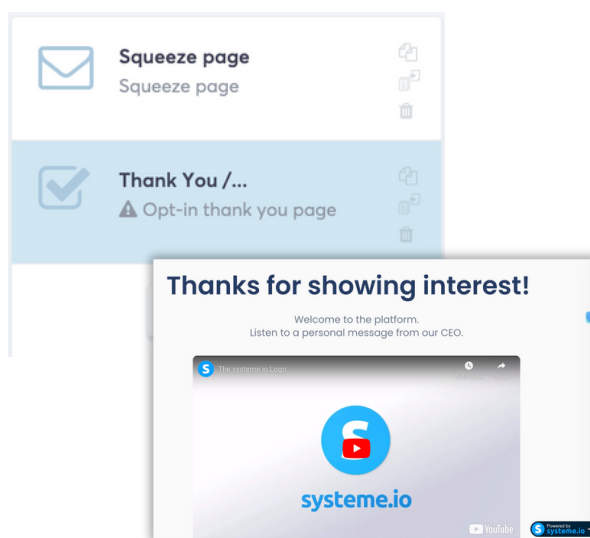 Squeeze page
Squeeze page
Thank You /...
Opt-in thank you page
Thanks for showing interest!
Welcome to the platform.
Listen to a personal message from our CEO.
The systeme io Logo
systeme.io
YouTube
Powered by
systeme.io